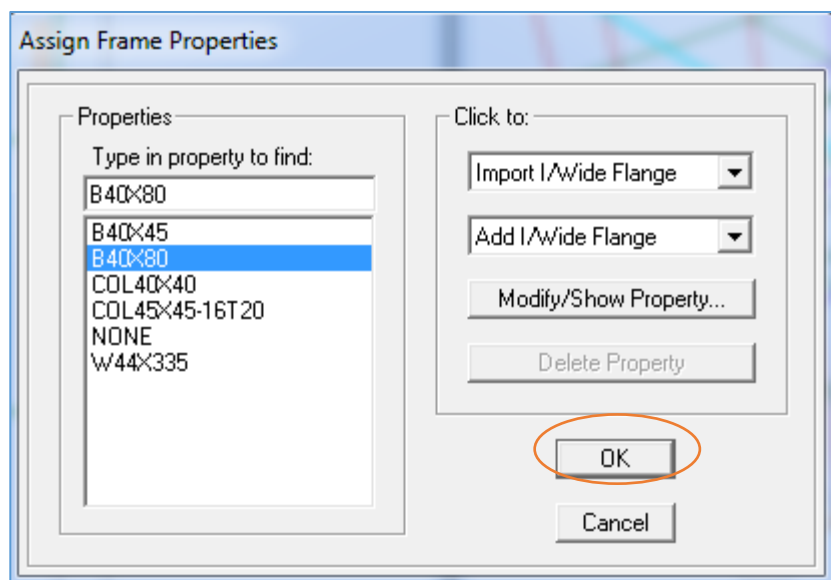 Assign Frame Properties
Properties
Type in property to find:
B40X80
B40X45
B40X80
COL40X40
COL45X45-16T20
NONE
W44X335
Click to:
Import I/Wide Flange
Add I/Wide Flange
Modify/Show Property...
Delete Property
OK
Cancel